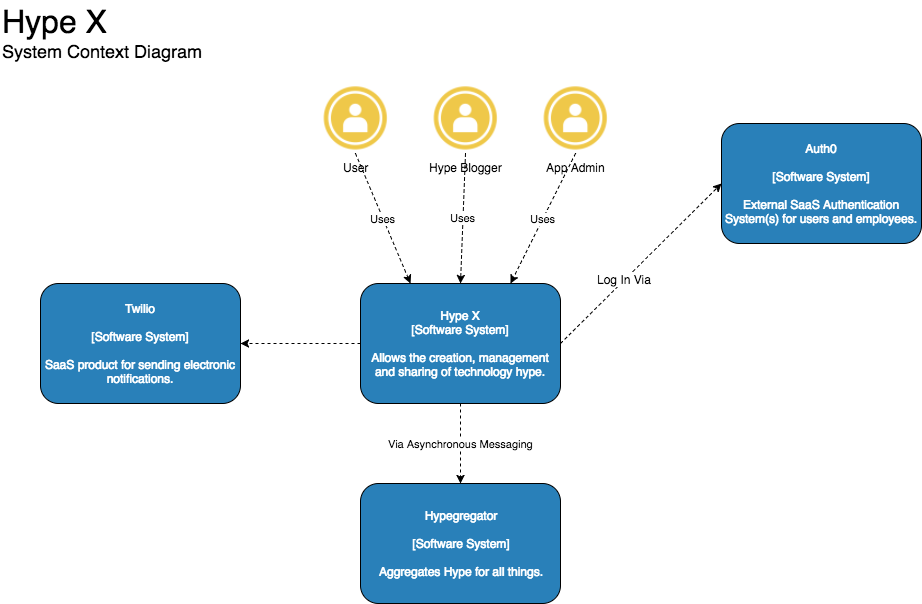 Hype X
System Context Diagram
User
Hype Blogger
App Admin
Uses
Uses
Uses
Auth0
[Software System]
External SaaS Authentication
System(s) for users and employees.
Log In Via
Twilio
[Software System]
SaaS product for sending electronic
notifications.
Hype X
[Software System]
Allows the creation, management
and sharing of technology hype.
Via Asynchronous Messaging
Hypegregator
[Software System]
Aggregates Hype for all things.